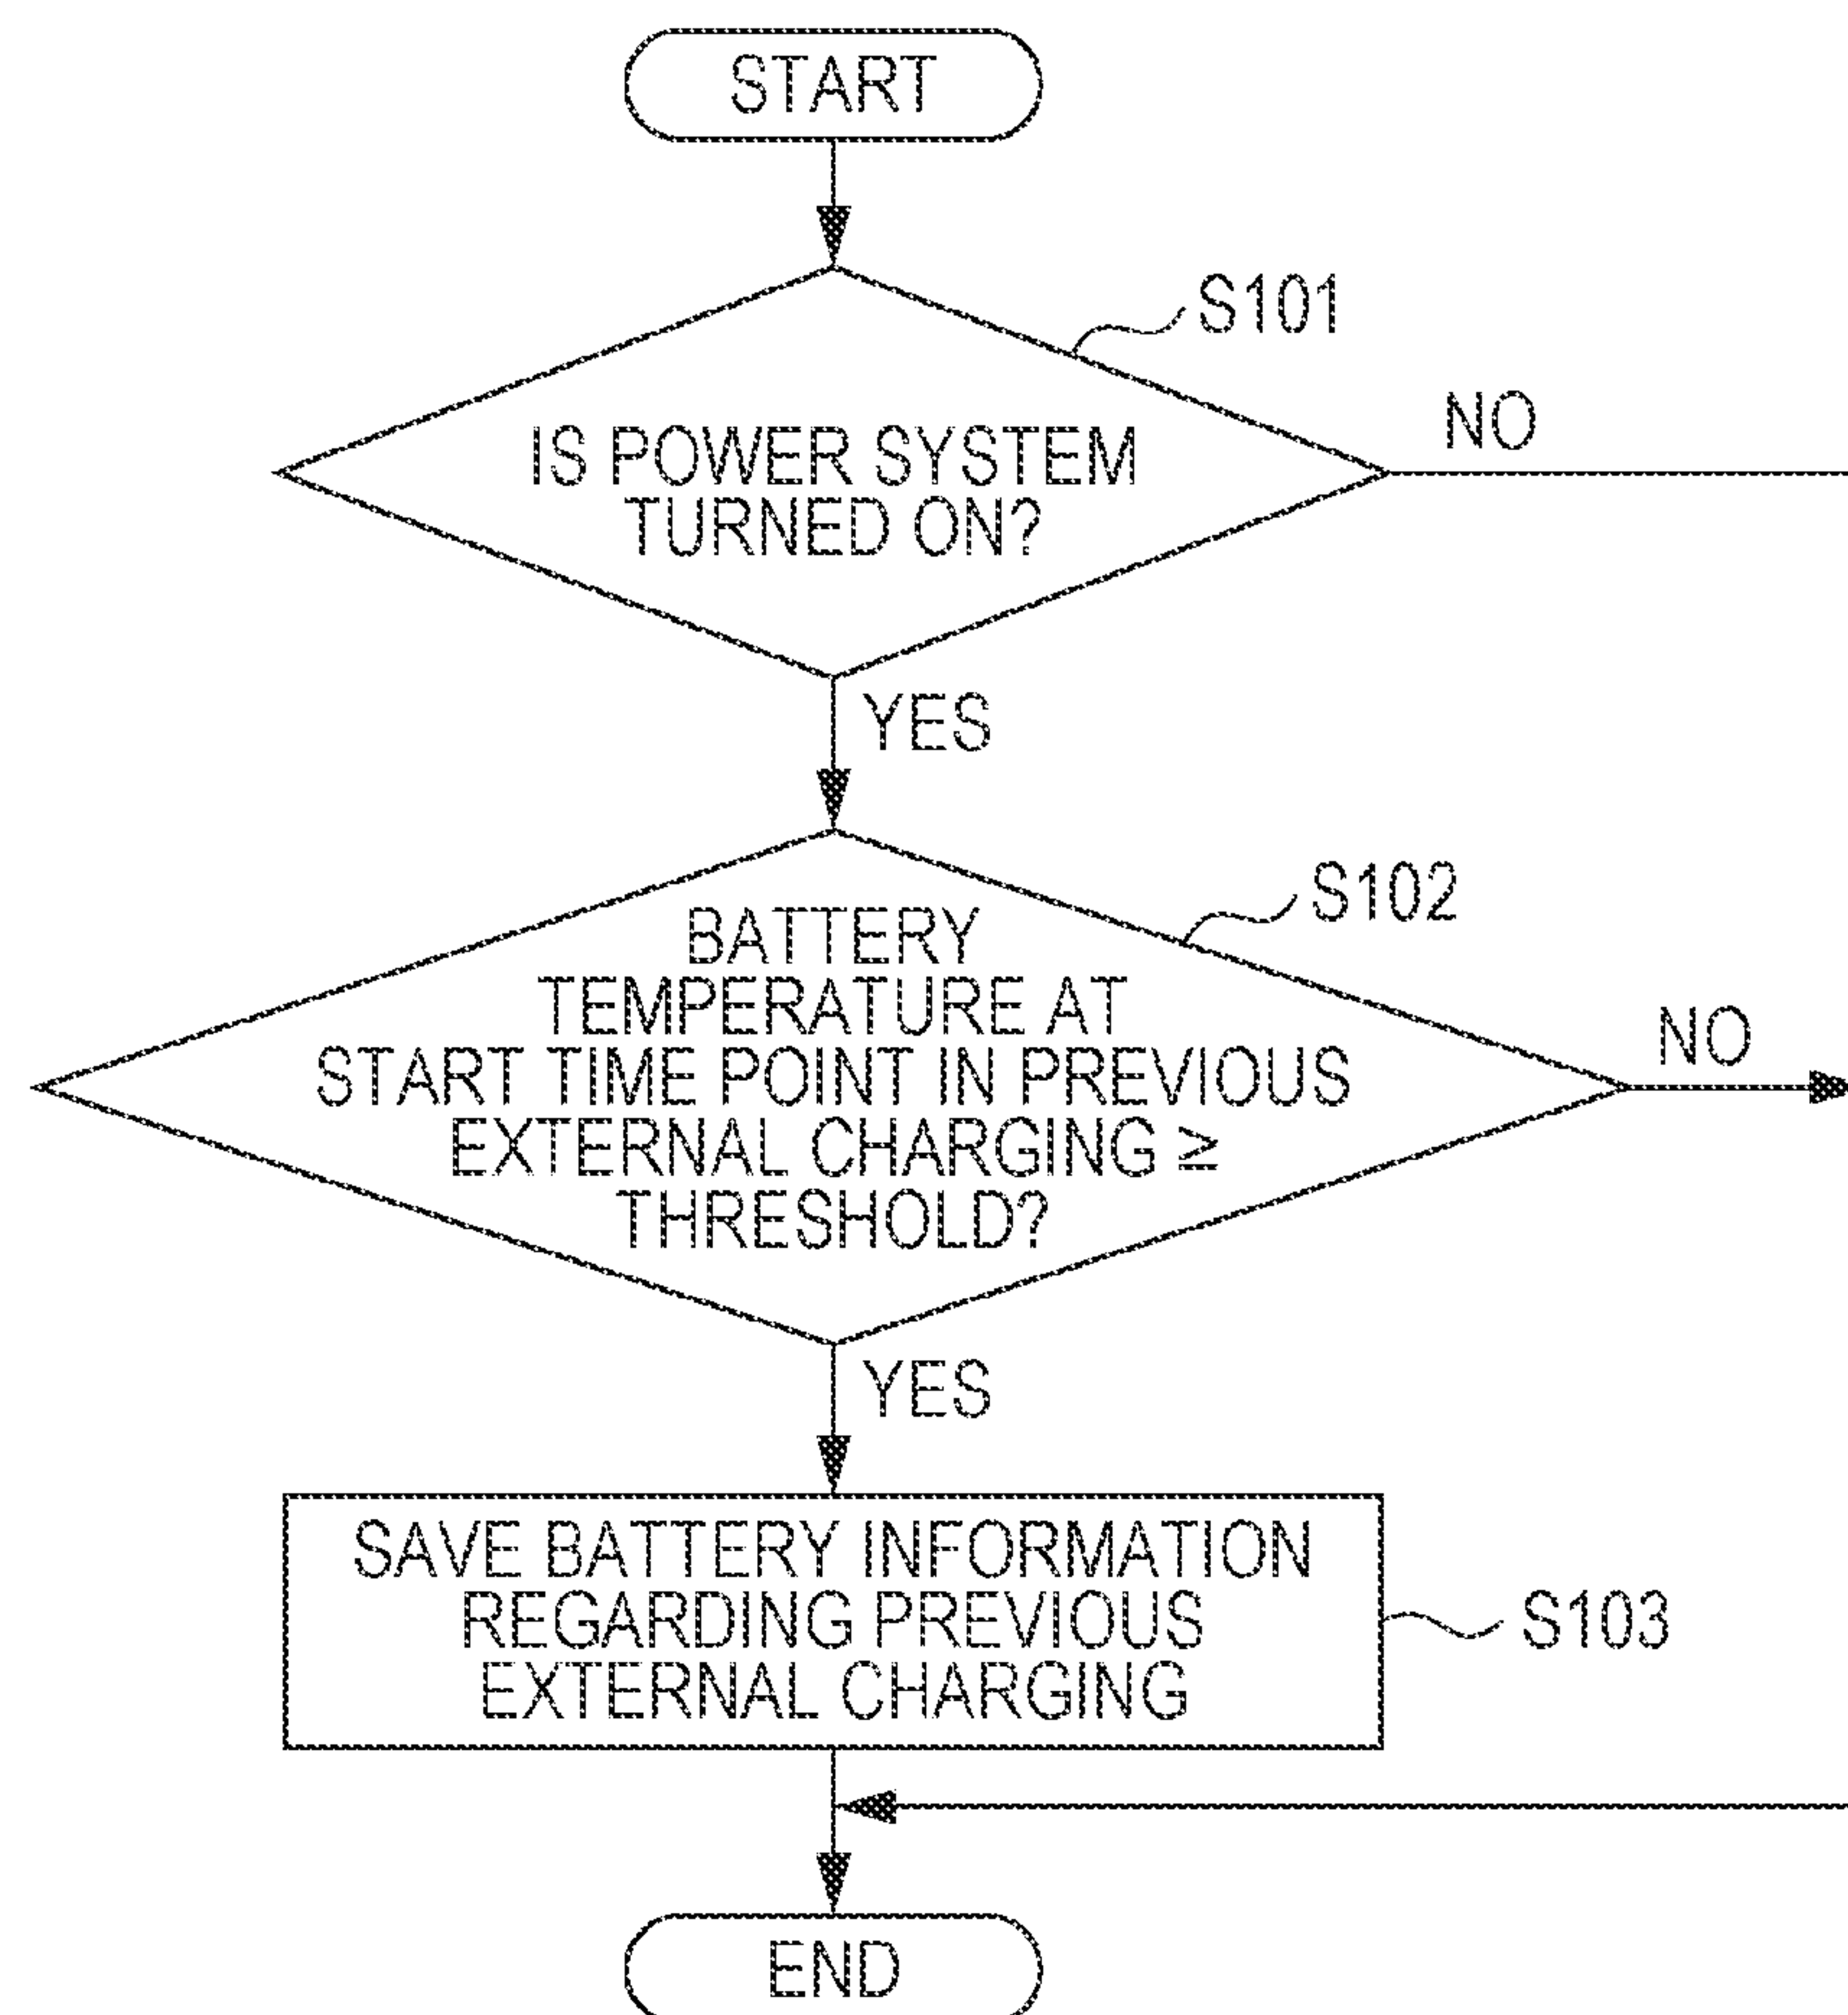 START
S101
NO
IS POWER SYSTEM
TURNED ON?
YES
S102
BATTERY
TEMPERATURE AT
START TIME POINT IN PREVIOUS
EXTERNAL CHARGING ≥
THRESHOLD?
NO
YES
SAVE BATTERY INFORMATION
REGARDING PREVIOUS
EXTERNAL CHARGING
S103
END